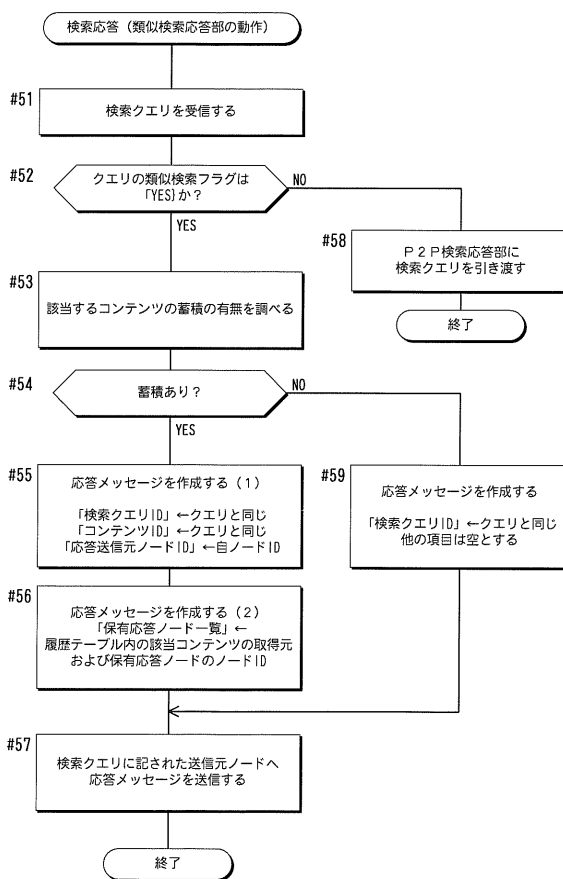 検索応答（類似検索応答部の動作）
#51
検索クエリを受信する
#52
クエリの類似検索フラグは
「YES}か？
NO
YES
#58
Ｐ２Ｐ検索応答部に
検索クエリを引き渡す
終了
#53
該当するコンテンツの蓄積の有無を調べる
#54
蓄積あり？
NO
YES
#55
応答メッセージを作成する（１）
「検索クエリID」←クエリと同じ
「コンテンツID」←クエリと同じ
「応答送信元ノードID」←自ノードID
#59
応答メッセージを作成する
「検索クエリID」←クエリと同じ
他の項目は空とする
#56
応答メッセージを作成する（２）
「保有応答ノード一覧」←
履歴テーブル内の該当コンテンツの取得元
および保有応答ノードのノードID
#57
検索クエリに記された送信元ノードへ
応答メッセージを送信する
終了